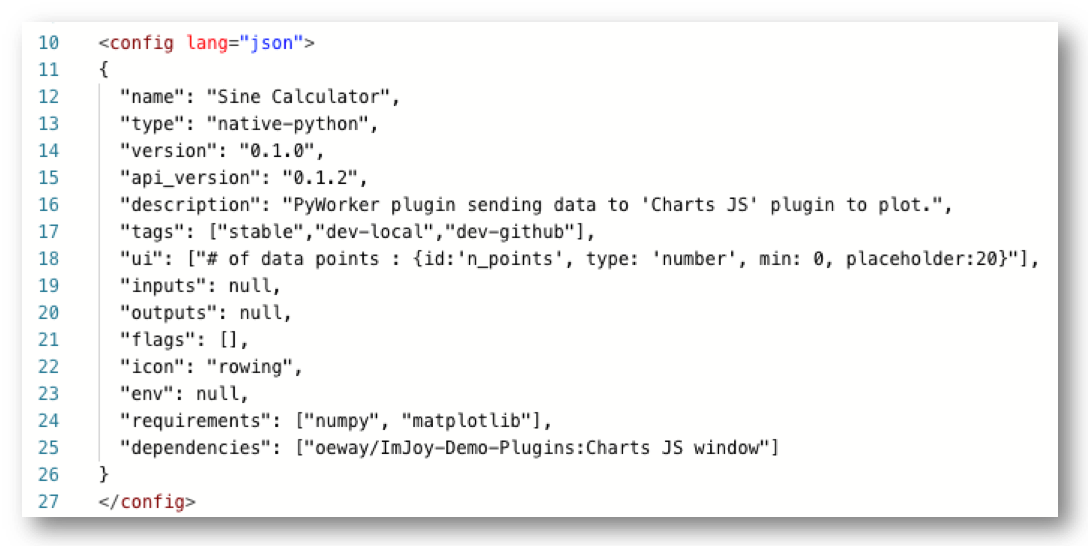 10 <config lang="json">
11 {
12 "name": "Sine Calculator",
13 "type": "native-python",
14 "version": "0.1.0",
15 "api_version": "0.1.2",
16 "description": "PyWorker plugin sending data to 'Charts JS' plugin to plot.",
17 "tags": ["stable","dev-local","dev-github"],
18 "ui": ["# of data points : {id:'n_points', type: 'number', min: 0, placeholder:20}"],
19 "inputs": null,
20 "outputs": null,
21 "flags": [],
22 "icon": "rowing",
23 "env": null,
24 "requirements": ["numpy", "matplotlib"],
25 "dependencies": ["oeway/ImJoy-Demo-Plugins:Charts JS window"]
26 }
27 </config>